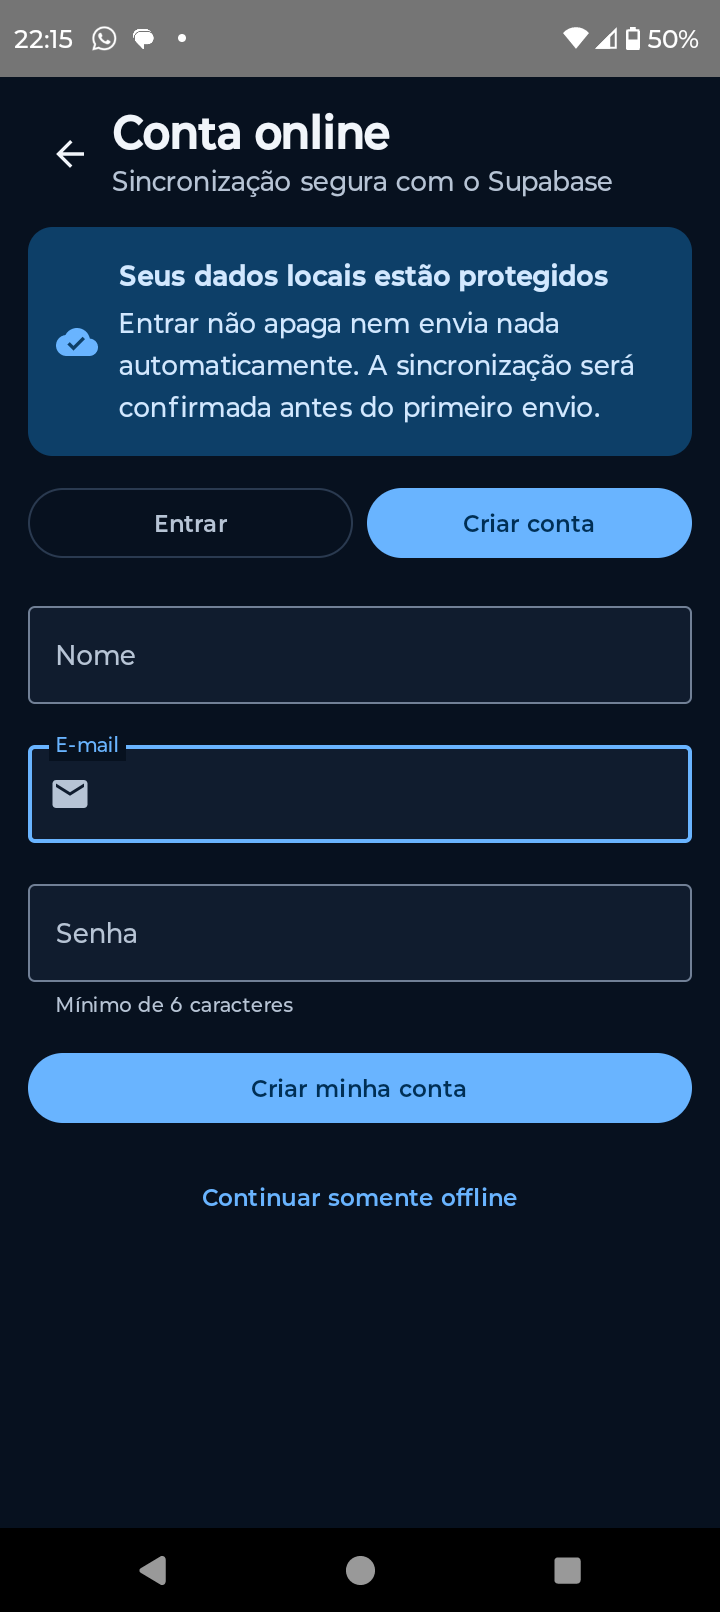 22:15
50%
Conta online
Sincronização segura com o Supabase
Seus dados locais estão protegidos
Entrar não apaga nem envia nada
automaticamente. A sincronização será
confirmada antes do primeiro envio.
Entrar
Criar conta
Nome
E-mail
Senha
Mínimo de 6 caracteres
Criar minha conta
Continuar somente offline